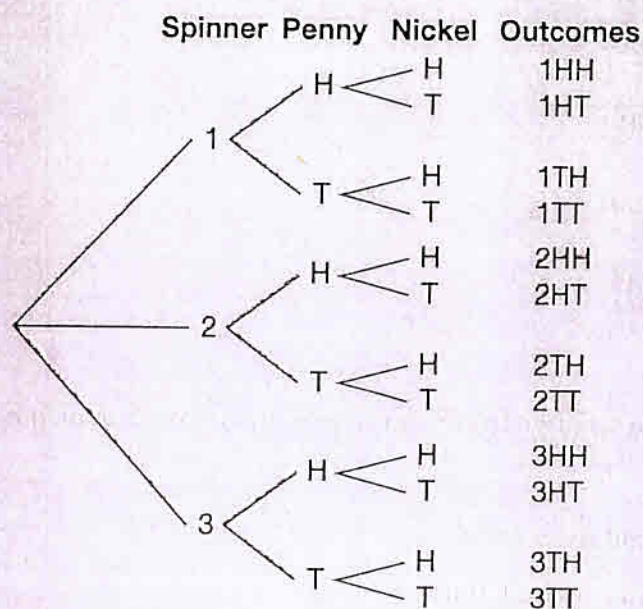 Spinner Penny Nickel Outcomes
H 1HH
H
T 1HT
1
H 1TH
T
T 1TT
H 2HH
H
T 2HT
2
H 2TH
T
T 2TT
H 3HH
H
T 3HT
3
H 3TH
T
T 3TT